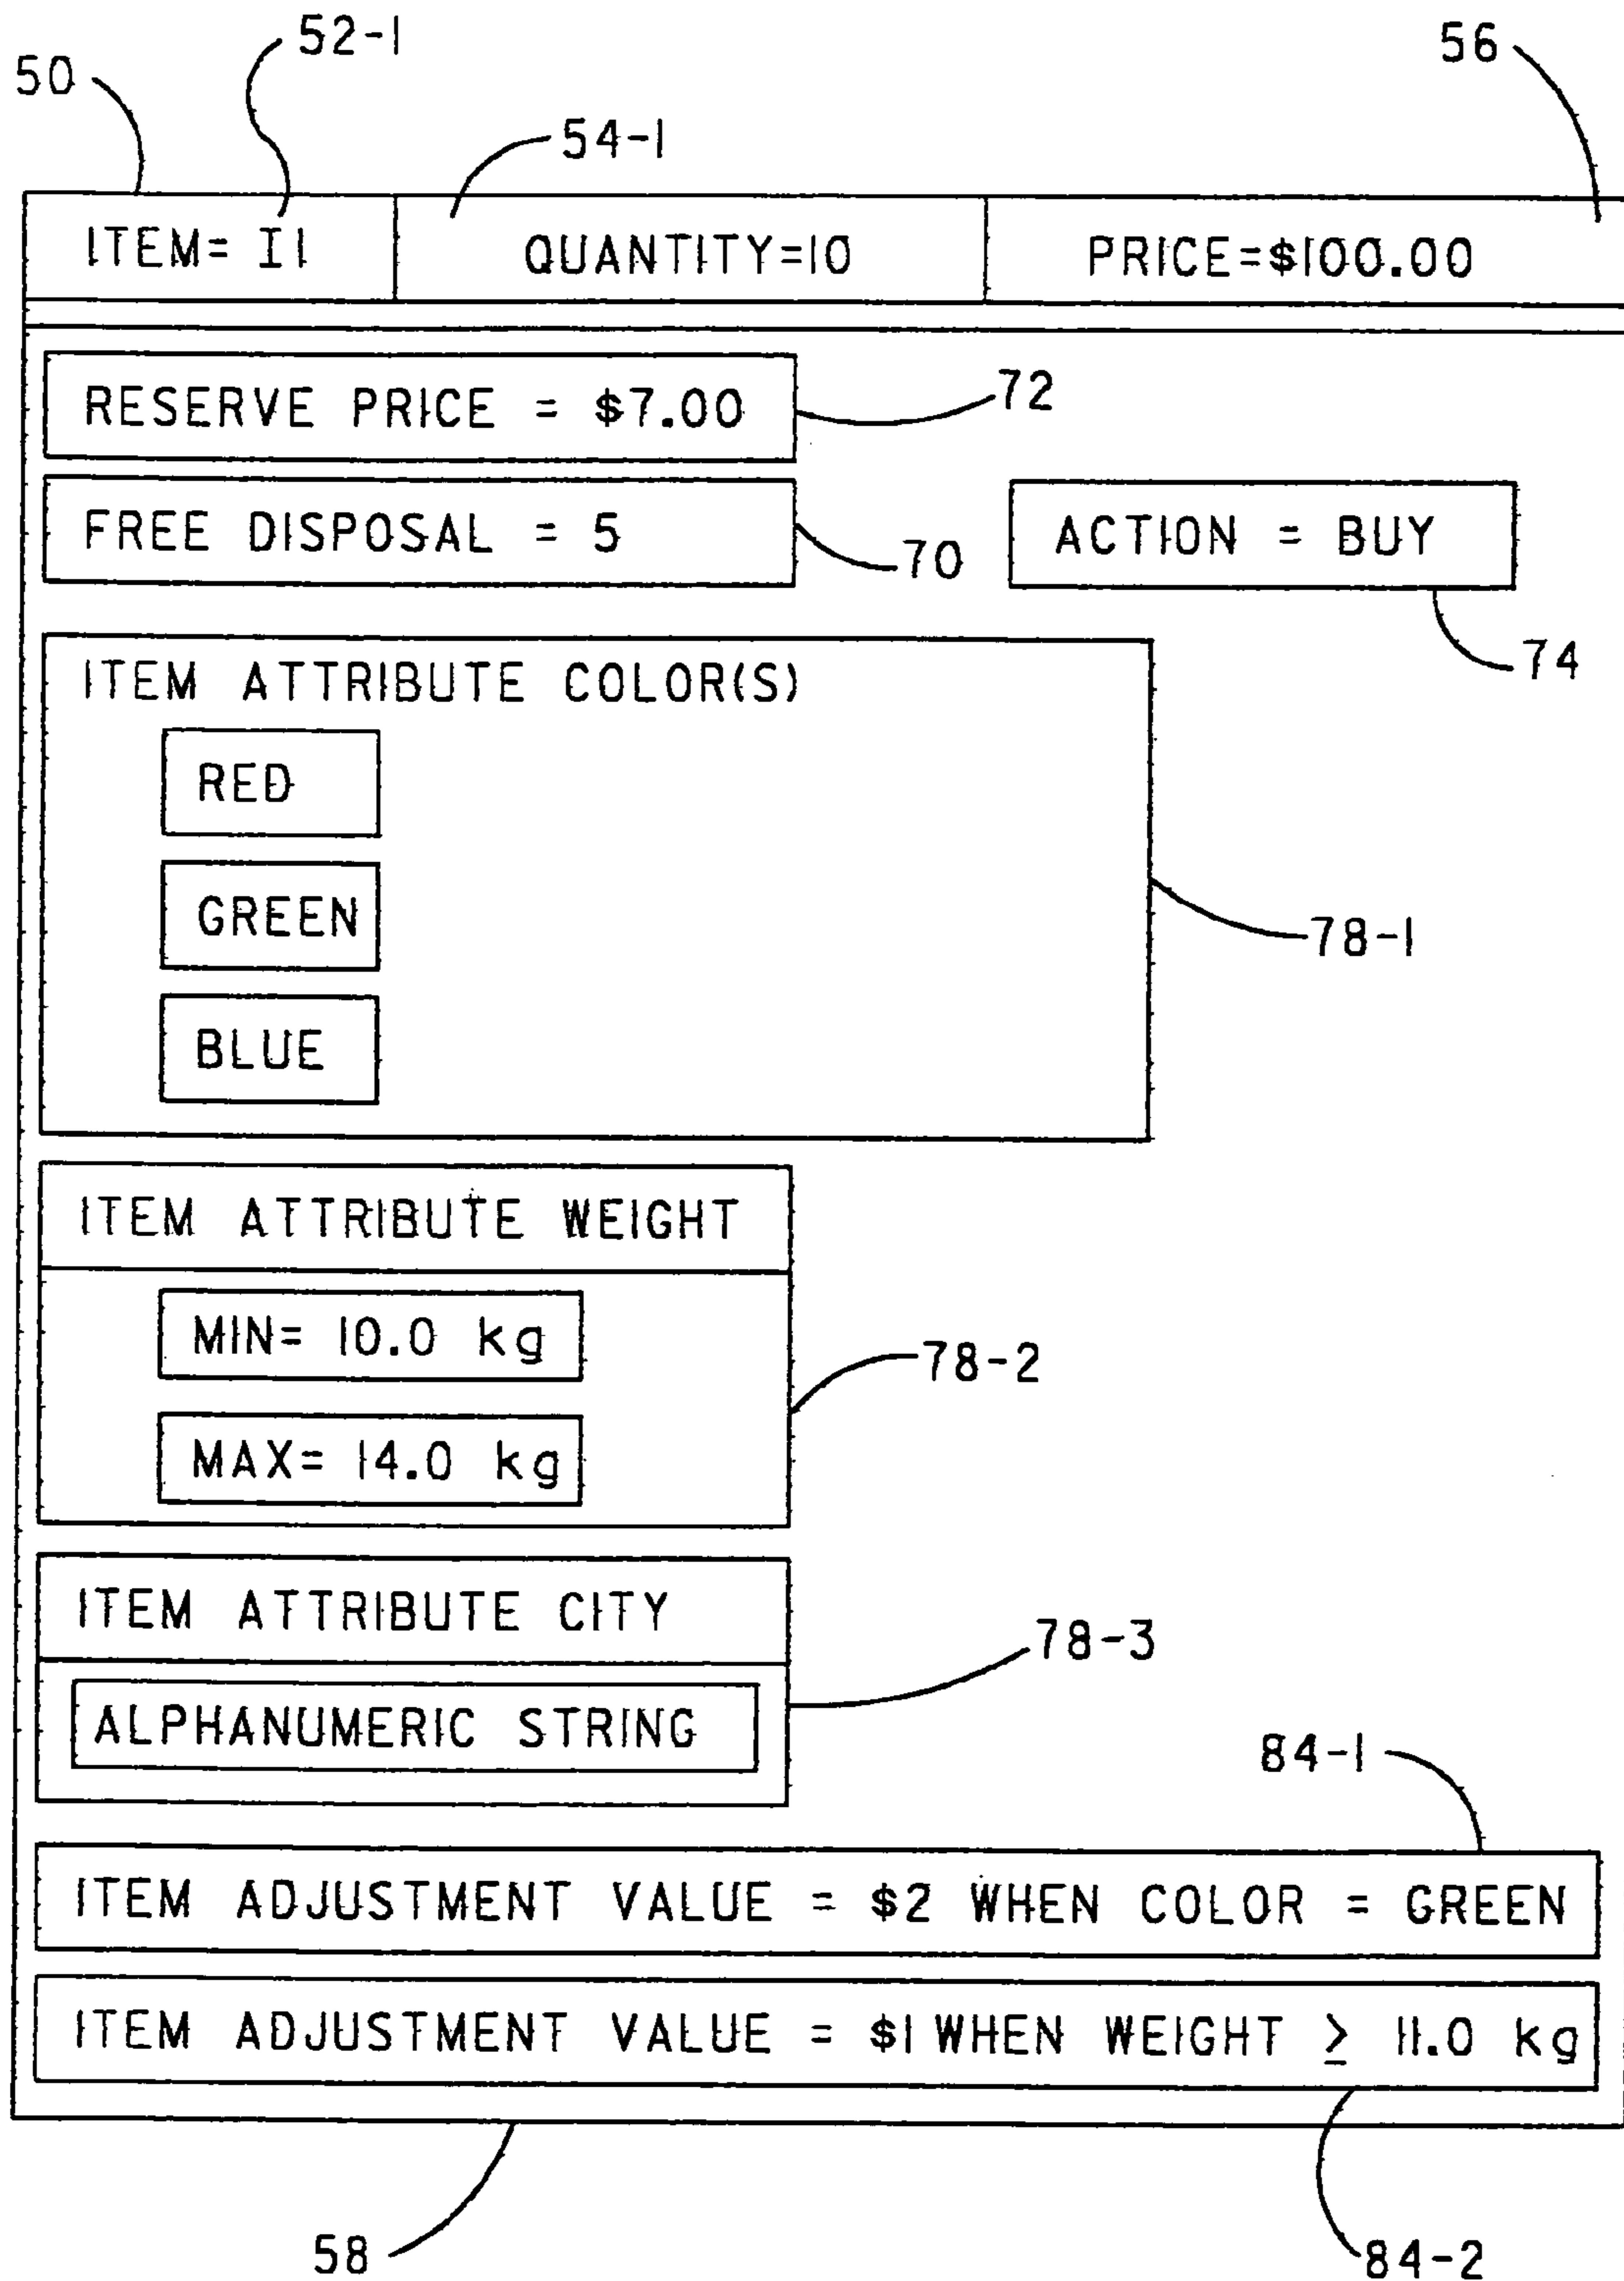 52-1
56
50
54-1
ITEM= I1 QUANTITY=10 PRICE=$100.00
RESERVE PRICE = $7.00
72
FREE DISPOSAL = 5
70
ACTION = BUY
74
ITEM ATTRIBUTE COLOR(S)
RED
GREEN
BLUE
78-1
ITEM ATTRIBUTE WEIGHT
MIN= 10.0 kg
MAX= 14.0 kg
78-2
ITEM ATTRIBUTE CITY
ALPHANUMERIC STRING
78-3
84-1
ITEM ADJUSTMENT VALUE = $2 WHEN COLOR = GREEN
ITEM ADJUSTMENT VALUE = $1 WHEN WEIGHT ≥ 11.0 kg
58
84-2